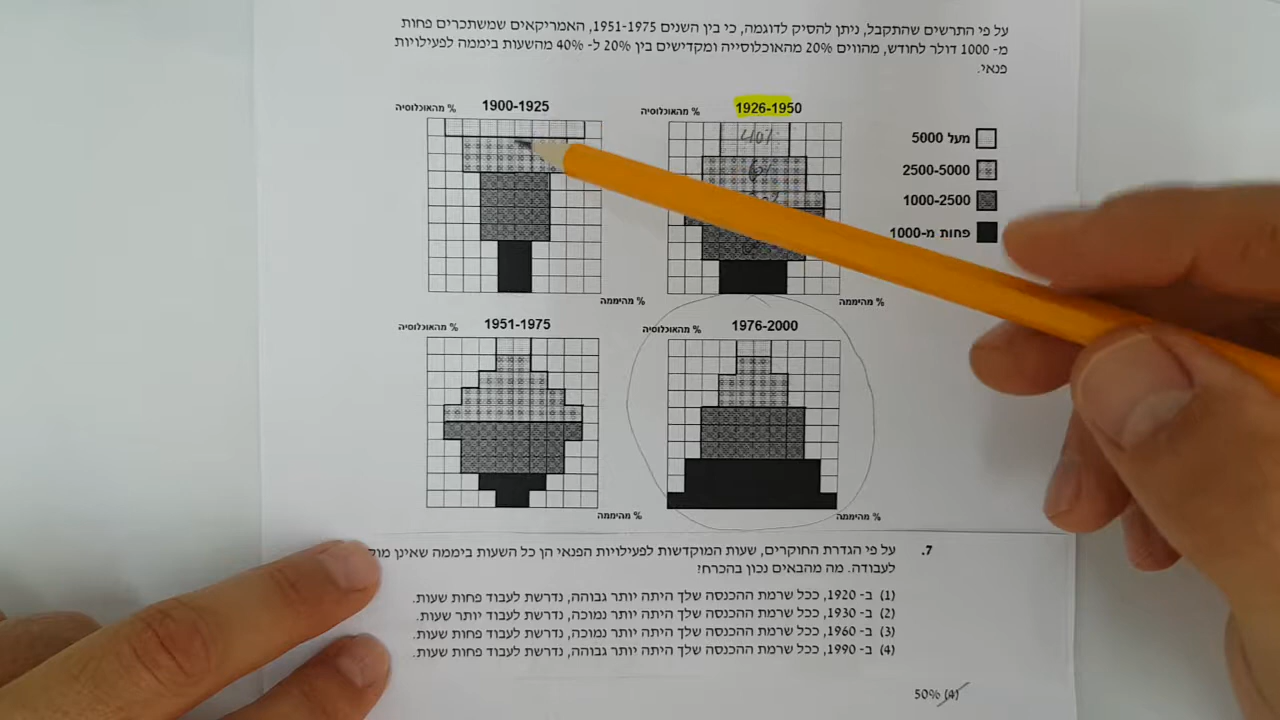 על פי התרשים שהתקבל, ניתן להסיק לדוגמה, כי בין השנים 1951-1975, האמריקאים שמשתכרים פחות
מ- 1000 דולר לחודש, מהווים 20% מהאוכלוסייה ומקדישים בין 20% ל- 40% מהשעות ביממה לפעילויות
פנאי.
% מהאוכלוסיה 1900-1925
% מהאוכלוסיה 1926-1950
40%
מעל 5000
2500-5000
1000-2500
פחות מ-1000
% מהיממה
% מהיממה
% מהאוכלוסיה 1951-1975
% מהאוכלוסיה 1976-2000
% מהיממה
% מהיממה
7. על פי הגדרת החוקרים, שעות המוקדשות לפעילויות הפנאי הן כל השעות ביממה שאינן
לעבודה. מה מהבאים נכון בהכרח?
(1) ב- 1920, ככל שרמת ההכנסה שלך היתה יותר גבוהה, נדרשת לעבוד פחות שעות.
(2) ב- 1930, ככל שרמת ההכנסה שלך היתה יותר נמוכה, נדרשת לעבוד יותר שעות.
(3) ב- 1960, ככל שרמת ההכנסה שלך היתה יותר נמוכה, נדרשת לעבוד פחות שעות.
(4) ב- 1990, ככל שרמת ההכנסה שלך היתה יותר גבוהה, נדרשת לעבוד פחות שעות.
50% (4)